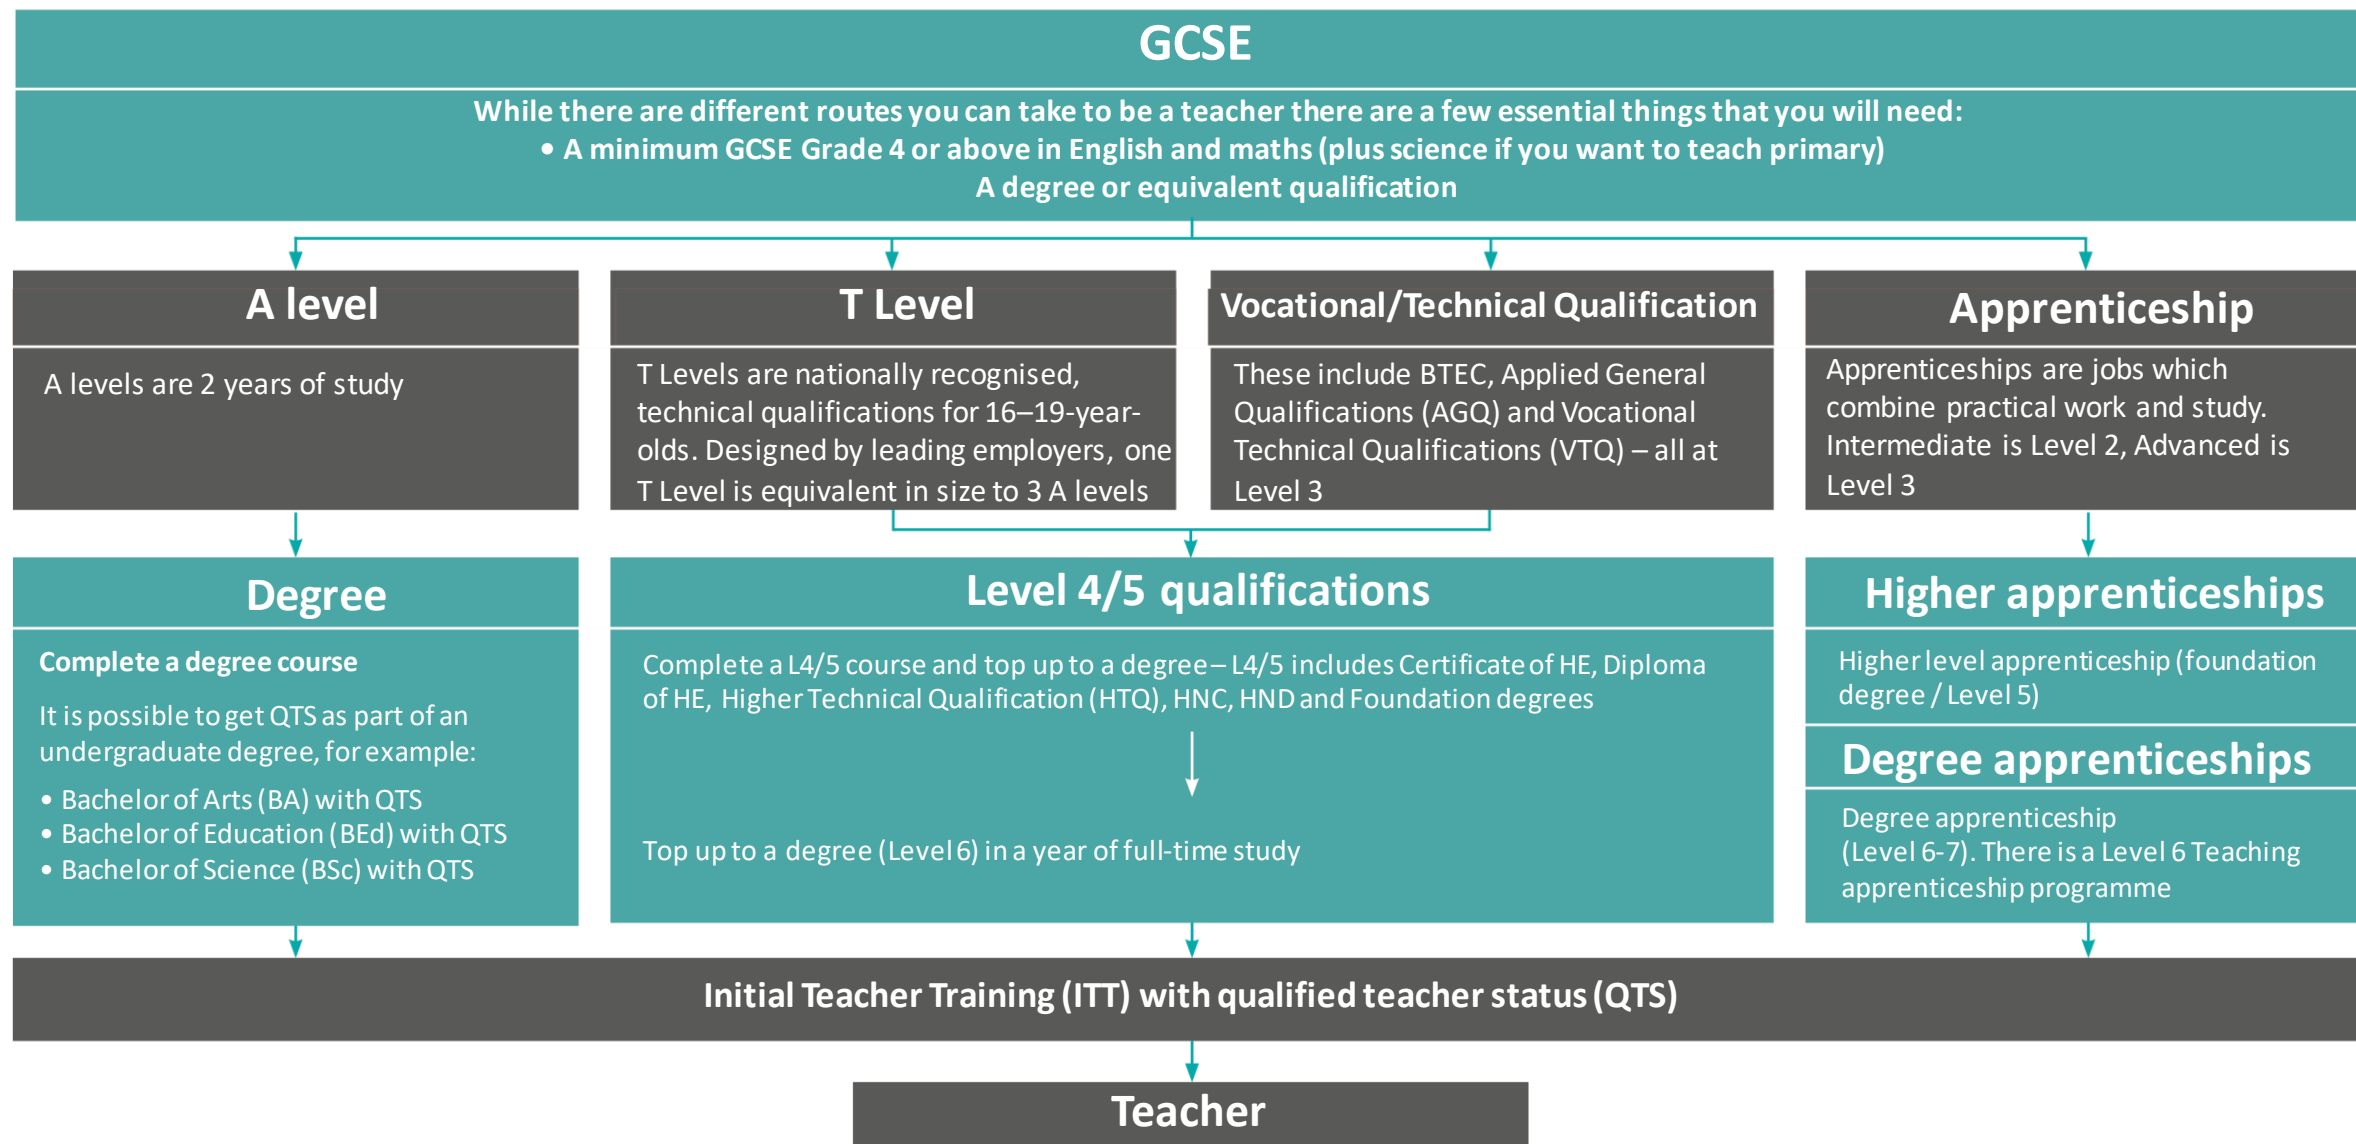 GCSE
While there are different routes you can take to be a teacher there are a few essential things that you will need:
• A minimum GCSE Grade 4 or above in English and maths (plus science if you want to teach primary)
A degree or equivalent qualification
A level
A levels are 2 years of study
T Level
T Levels are nationally recognised,
technical qualifications for 16–19-year-
olds. Designed by leading employers, one
T Level is equivalent in size to 3 A levels
Vocational/Technical Qualification
These include BTEC, Applied General
Qualifications (AGQ) and Vocational
Technical Qualifications (VTQ) – all at
Level 3
Apprenticeship
Apprenticeships are jobs which
combine practical work and study.
Intermediate is Level 2, Advanced is
Level 3
Degree
Complete a degree course
It is possible to get QTS as part of an
undergraduate degree, for example:
• Bachelor of Arts (BA) with QTS
• Bachelor of Education (BEd) with QTS
• Bachelor of Science (BSc) with QTS
Level 4/5 qualifications
Complete a L4/5 course and top up to a degree – L4/5 includes Certificate of HE, Diploma
of HE, Higher Technical Qualification (HTQ), HNC, HND and Foundation degrees
Top up to a degree (Level 6) in a year of full-time study
Higher apprenticeships
Higher level apprenticeship (foundation
degree / Level 5)
Degree apprenticeships
Degree apprenticeship
(Level 6-7). There is a Level 6 Teaching
apprenticeship programme
Initial Teacher Training (ITT) with qualified teacher status (QTS)
Teacher